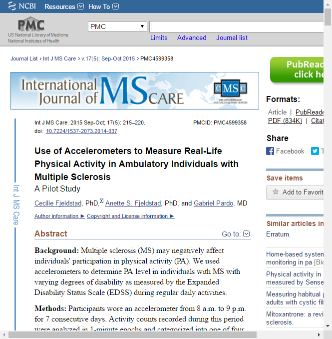 NCBI Resources How To
PMC
US National Library of Medicine
National Institutes of Health
PMC
Limits Advanced Journal list
Journal List > Int J MS Care > v.17(5); Sep-Oct 2015 > PMC4599358
International
Journal of MS CARE
CMSC
PubRea
click he
Formats:
Article | PubRea
PDF (834K) | Cita
Share
Facebook Tw
Save items
Add to Favorit
Similar articles in
Erratum
Home-based system
monitoring in pa [Bio
Physical activity in
measured by Sense
Measuring habitual p
adults with cystic fib
Mitoxantrone: a revie
sclerosis.
Int J MS Care
Int J MS Care. 2015 Sep-Oct; 17(5): 215–220.
PMCID: PMC4599358
doi: 10.7224/1537-2073.2014-037
Use of Accelerometers to Measure Real-Life
Physical Activity in Ambulatory Individuals with
Multiple Sclerosis
A Pilot Study
Cecilie Fjeldstad, PhD, Anette S. Fjeldstad, PhD, and Gabriel Pardo, MD
Author information ► Copyright and License information ►
Abstract
Go to:
Background: Multiple sclerosis (MS) may negatively affect
individuals' participation in physical activity (PA). We used
accelerometers to determine PA level in individuals with MS with
varying degrees of disability as measured by the Expanded
Disability Status Scale (EDSS) during regular daily activities.
Methods: Participants wore an accelerometer from 8 a.m. to 9 p.m.
for 7 consecutive days. Activity counts recorded during this
period were analyzed in 1-minute epochs and categorized into one of four